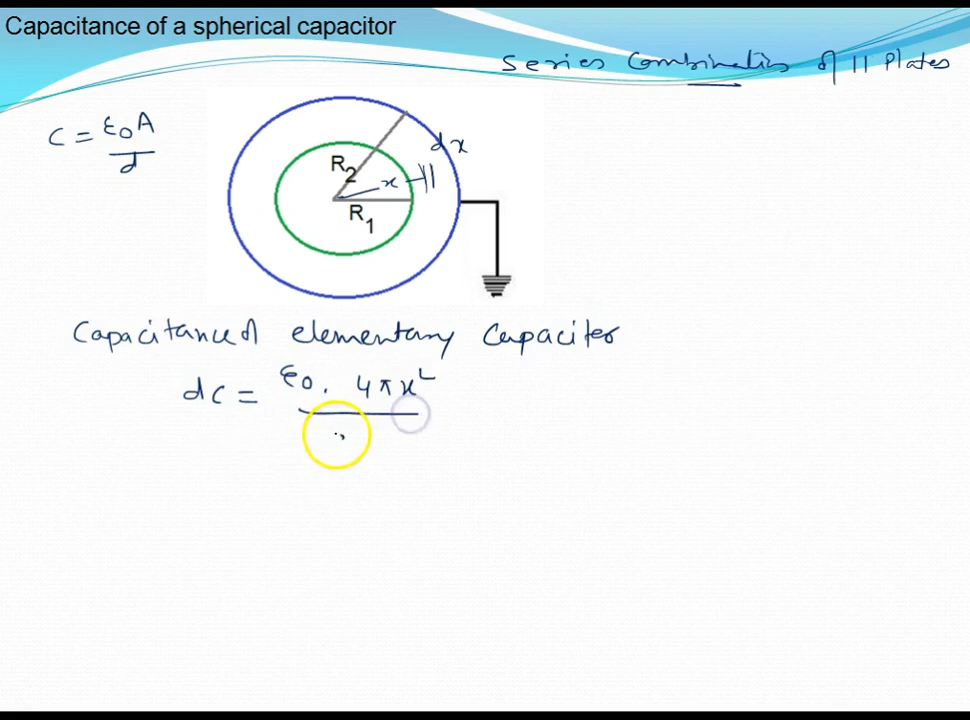 Capacitance of a spherical capacitor
Series Combination of 11 Plates
C = ε0A
d
R2
dx
x
R1
Capacitance of elementary Capacitor
dC = ε0. 4πx²